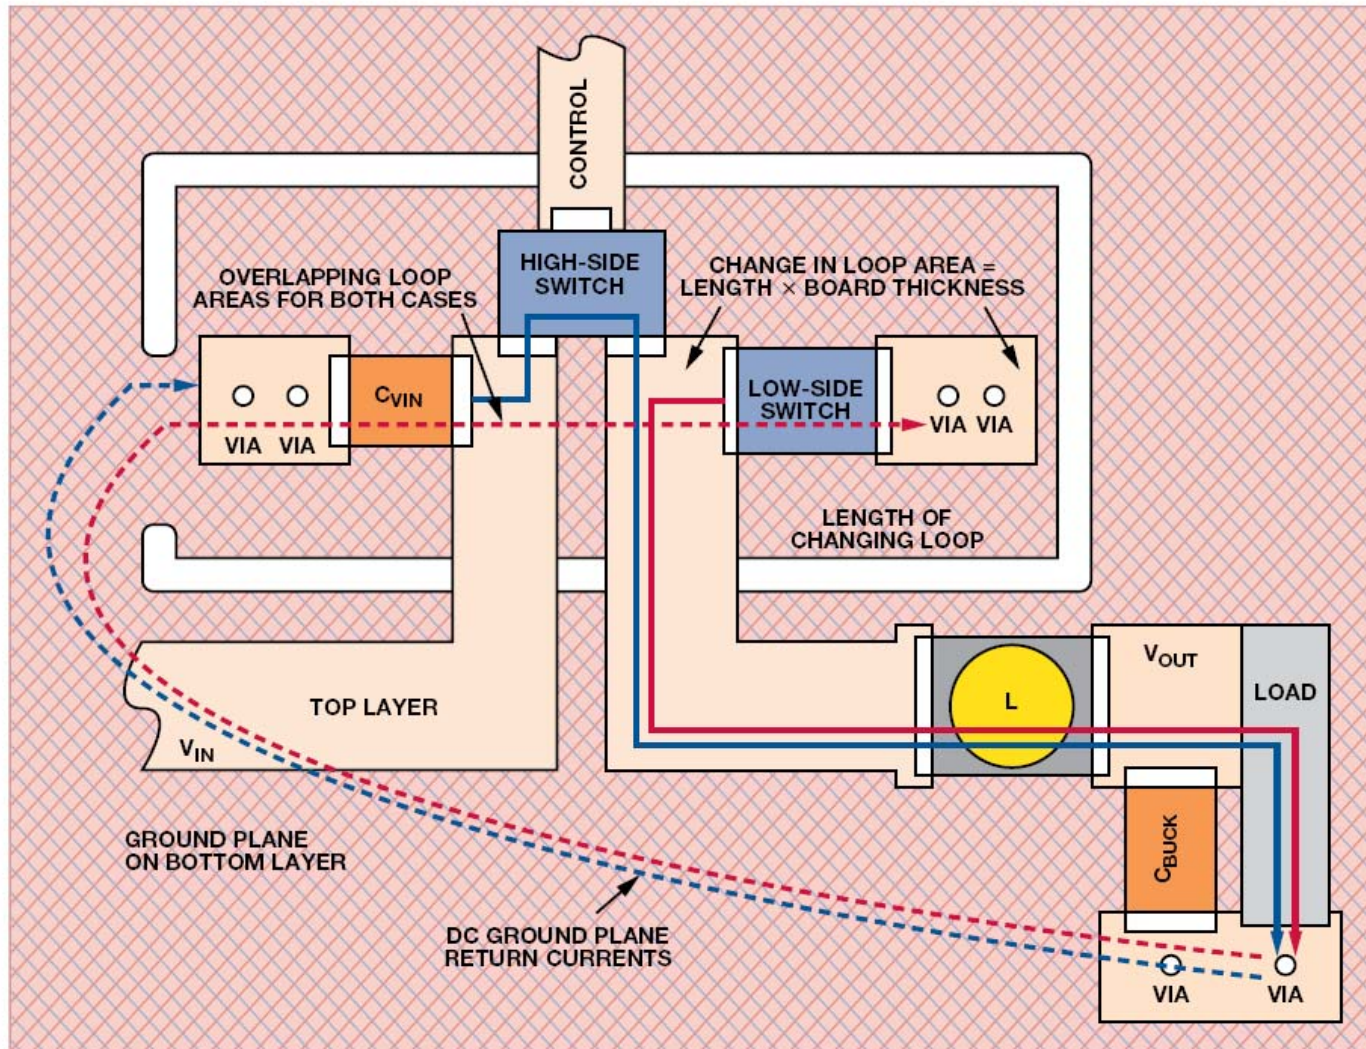 CONTROL
HIGH-SIDE
SWITCH
OVERLAPPING LOOP
AREAS FOR BOTH CASES
CHANGE IN LOOP AREA =
LENGTH × BOARD THICKNESS
CVIN
VIA VIA
LOW-SIDE
SWITCH
VIA VIA
LENGTH OF
CHANGING LOOP
TOP LAYER
VIN
L
VOUT
LOAD
GROUND PLANE
ON BOTTOM LAYER
CBUCK
DC GROUND PLANE
RETURN CURRENTS
VIA VIA